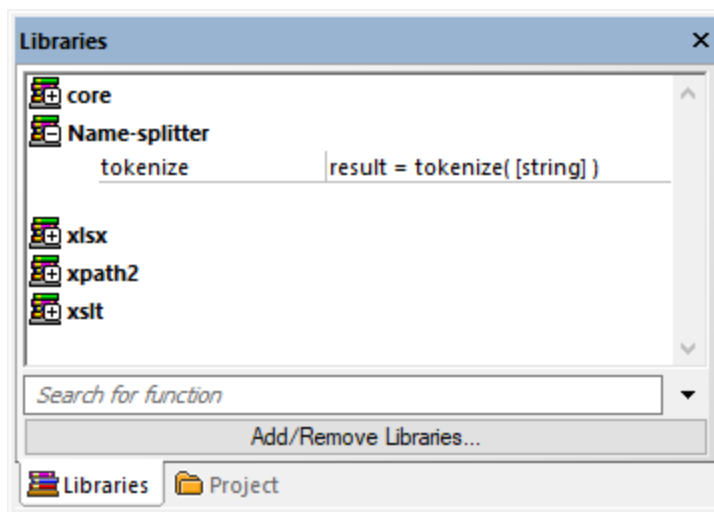 Libraries
core
Name-splitter
tokenize result = tokenize( [string] )
xlsx
xpath2
xslt
Search for function
Add/Remove Libraries...
Libraries Project